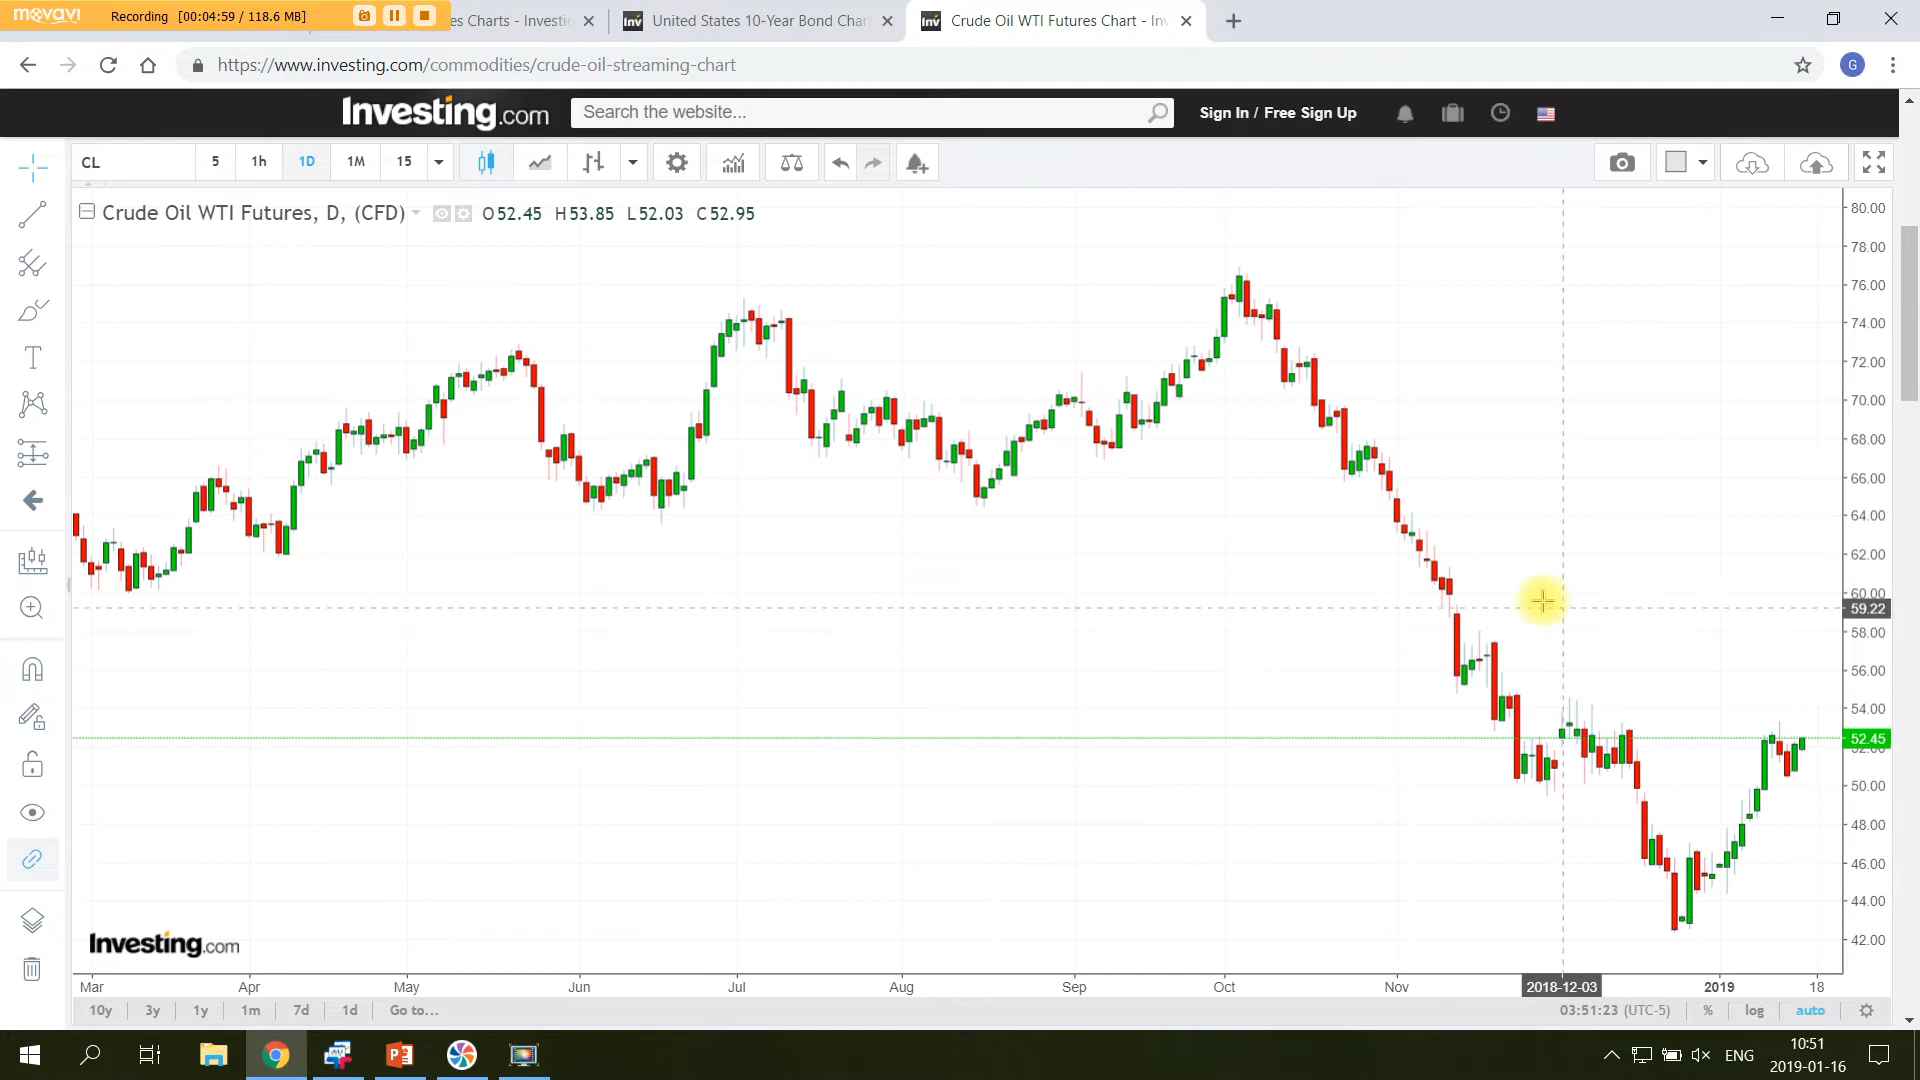 movavi
Recording [00:04:59 / 118.6 MB]
es Charts - Investin
Inv United States 10-Year Bond Char
Inv Crude Oil WTI Futures Chart - Inv
https://www.investing.com/commodities/crude-oil-streaming-chart
G
Investing.com
Search the website...
Sign In / Free Sign Up
CL 5 1h 1D 1M 15
Crude Oil WTI Futures, D, (CFD) O52.45 H53.85 L52.03 C52.95
80.00
78.00
76.00
74.00
72.00
70.00
68.00
66.00
64.00
62.00
60.00
59.22
58.00
56.00
54.00
52.45
52.00
50.00
48.00
46.00
44.00
42.00
T
Investing.com
Mar Apr May Jun Jul Aug Sep Oct Nov 2018-12-03 2019 18
10y 3y 1y 1m 7d 1d Go to... 03:51:23 (UTC-5) % log auto
ENG
10:51
2019-01-16